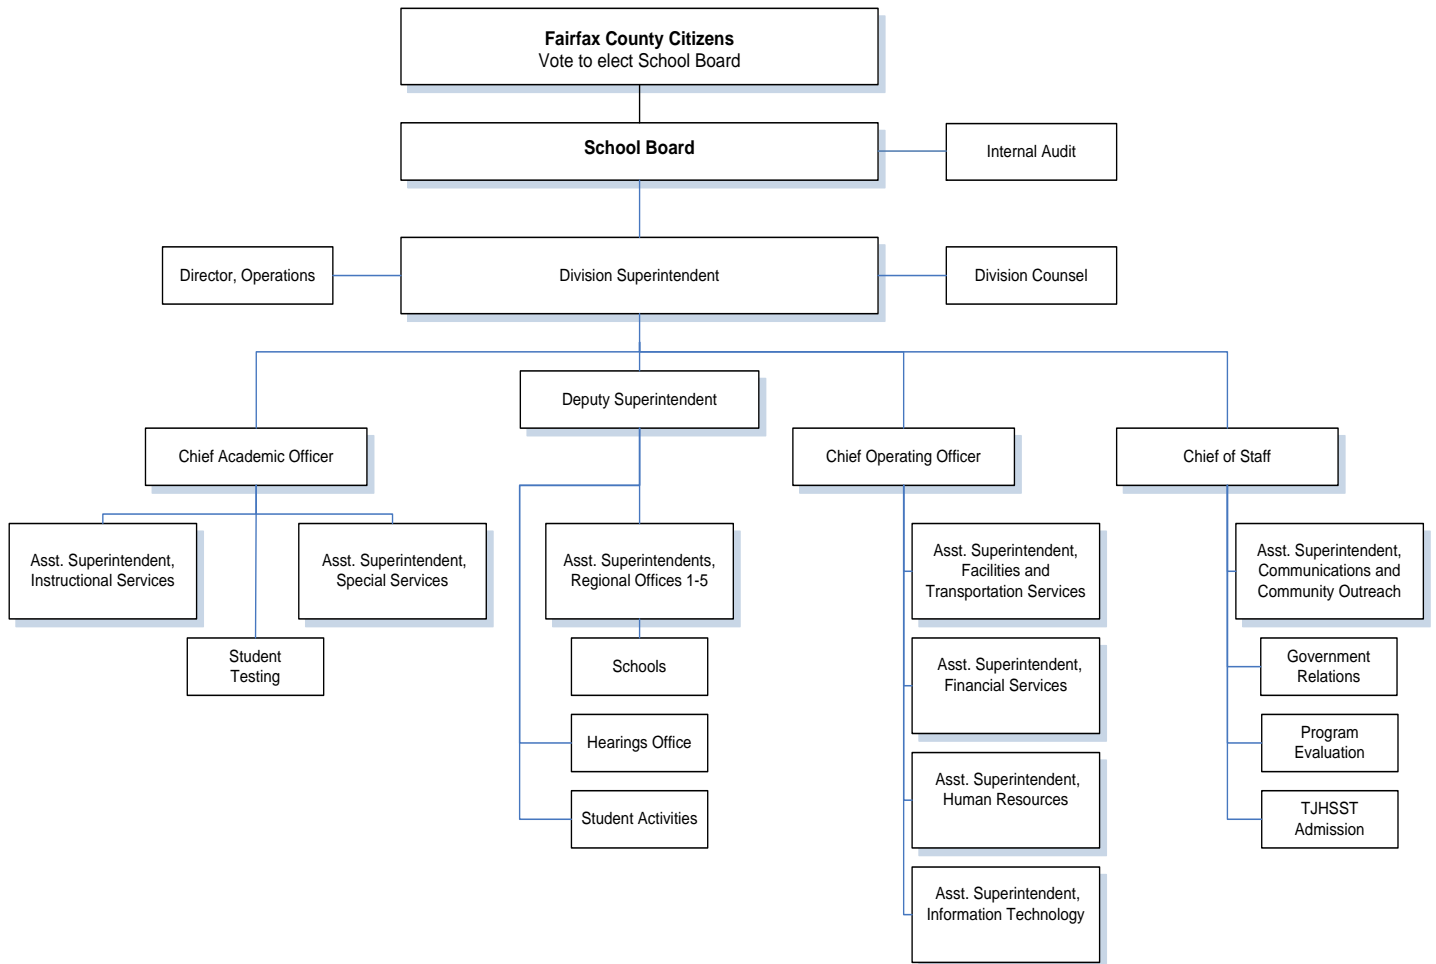 Fairfax County Citizens
Vote to elect School Board
School Board
Internal Audit
Director, Operations
Division Superintendent
Division Counsel
Deputy Superintendent
Chief Academic Officer
Chief Operating Officer
Chief of Staff
Asst. Superintendent,
Instructional Services
Asst. Superintendent,
Special Services
Student
Testing
Asst. Superintendents,
Regional Offices 1-5
Schools
Hearings Office
Student Activities
Asst. Superintendent,
Facilities and
Transportation Services
Asst. Superintendent,
Financial Services
Asst. Superintendent,
Human Resources
Asst. Superintendent,
Information Technology
Asst. Superintendent,
Communications and
Community Outreach
Government
Relations
Program
Evaluation
TJHSST
Admission